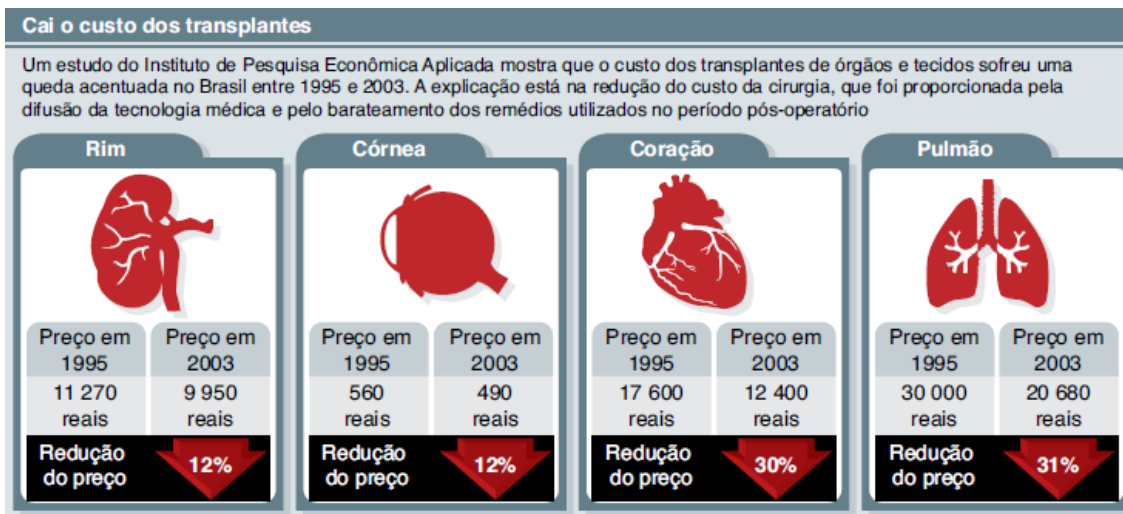 Cai o custo dos transplantes
Um estudo do Instituto de Pesquisa Econômica Aplicada mostra que o custo dos transplantes de órgãos e tecidos sofreu uma
queda acentuada no Brasil entre 1995 e 2003. A explicação está na redução do custo da cirurgia, que foi proporcionada pela
difusão da tecnologia médica e pelo barateamento dos remédios utilizados no período pós-operatório
Rim
Preço em
1995
Preço em
2003
11 270
reais
9 950
reais
Redução
do preço
12%
Córnea
Preço em
1995
Preço em
2003
560
reais
490
reais
Redução
do preço
12%
Coração
Preço em
1995
Preço em
2003
17 600
reais
12 400
reais
Redução
do preço
30%
Pulmão
Preço em
1995
Preço em
2003
30 000
reais
20 680
reais
Redução
do preço
31%